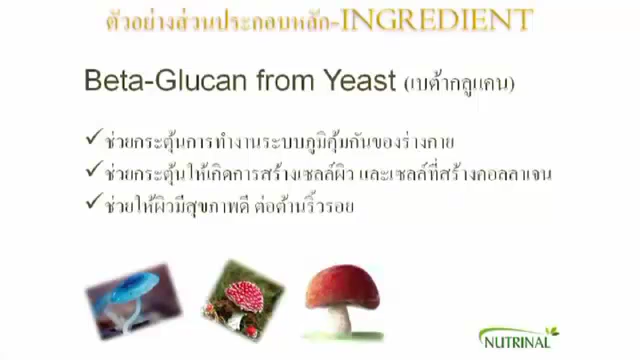 ตัวอย่างส่วนประกอบหลัก-INGREDIENT
Beta-Glucan from Yeast (เบต้ากลูแคน)
ช่วยกระตุ้นการทำงานระบบภูมิคุ้มกันของร่างกาย
ช่วยกระตุ้นให้เกิดการสร้างเซลล์ผิว และเซลล์ที่สร้างคอลลาเจน
ช่วยให้ผิวมีสุขภาพดี ต่อต้านริ้วรอย
NUTRINAL